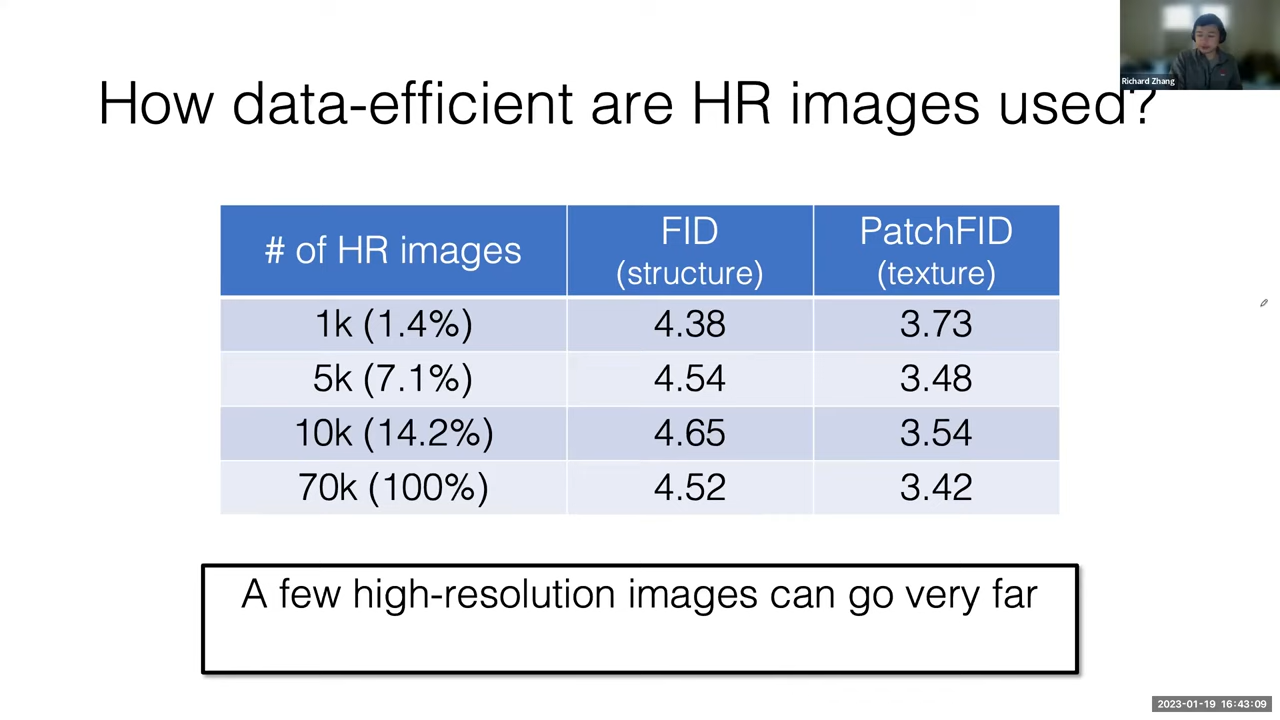 Richard Zhang
How data-efficient are HR images used?
# of HR images FID (structure) PatchFID (texture)
1k (1.4%) 4.38 3.73
5k (7.1%) 4.54 3.48
10k (14.2%) 4.65 3.54
70k (100%) 4.52 3.42
A few high-resolution images can go very far
2023-01-19 16:43:09